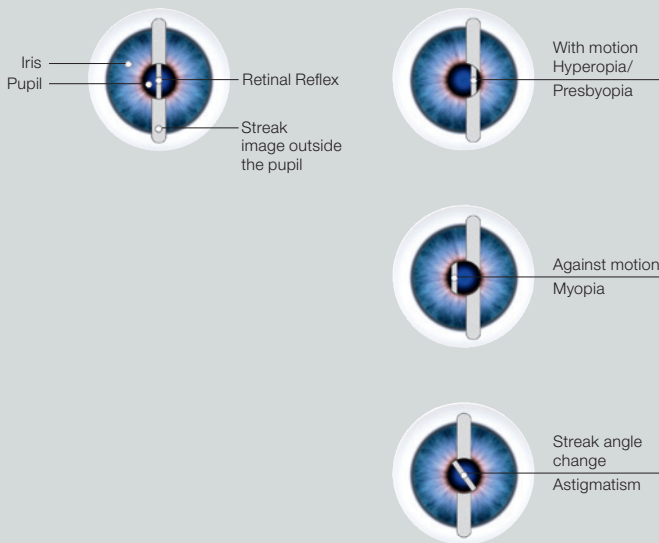 Iris
Pupil
Retinal Reflex
Streak
image outside
the pupil
With motion
Hyperopia/
Presbyopia
Against motion
Myopia
Streak angle
change
Astigmatism